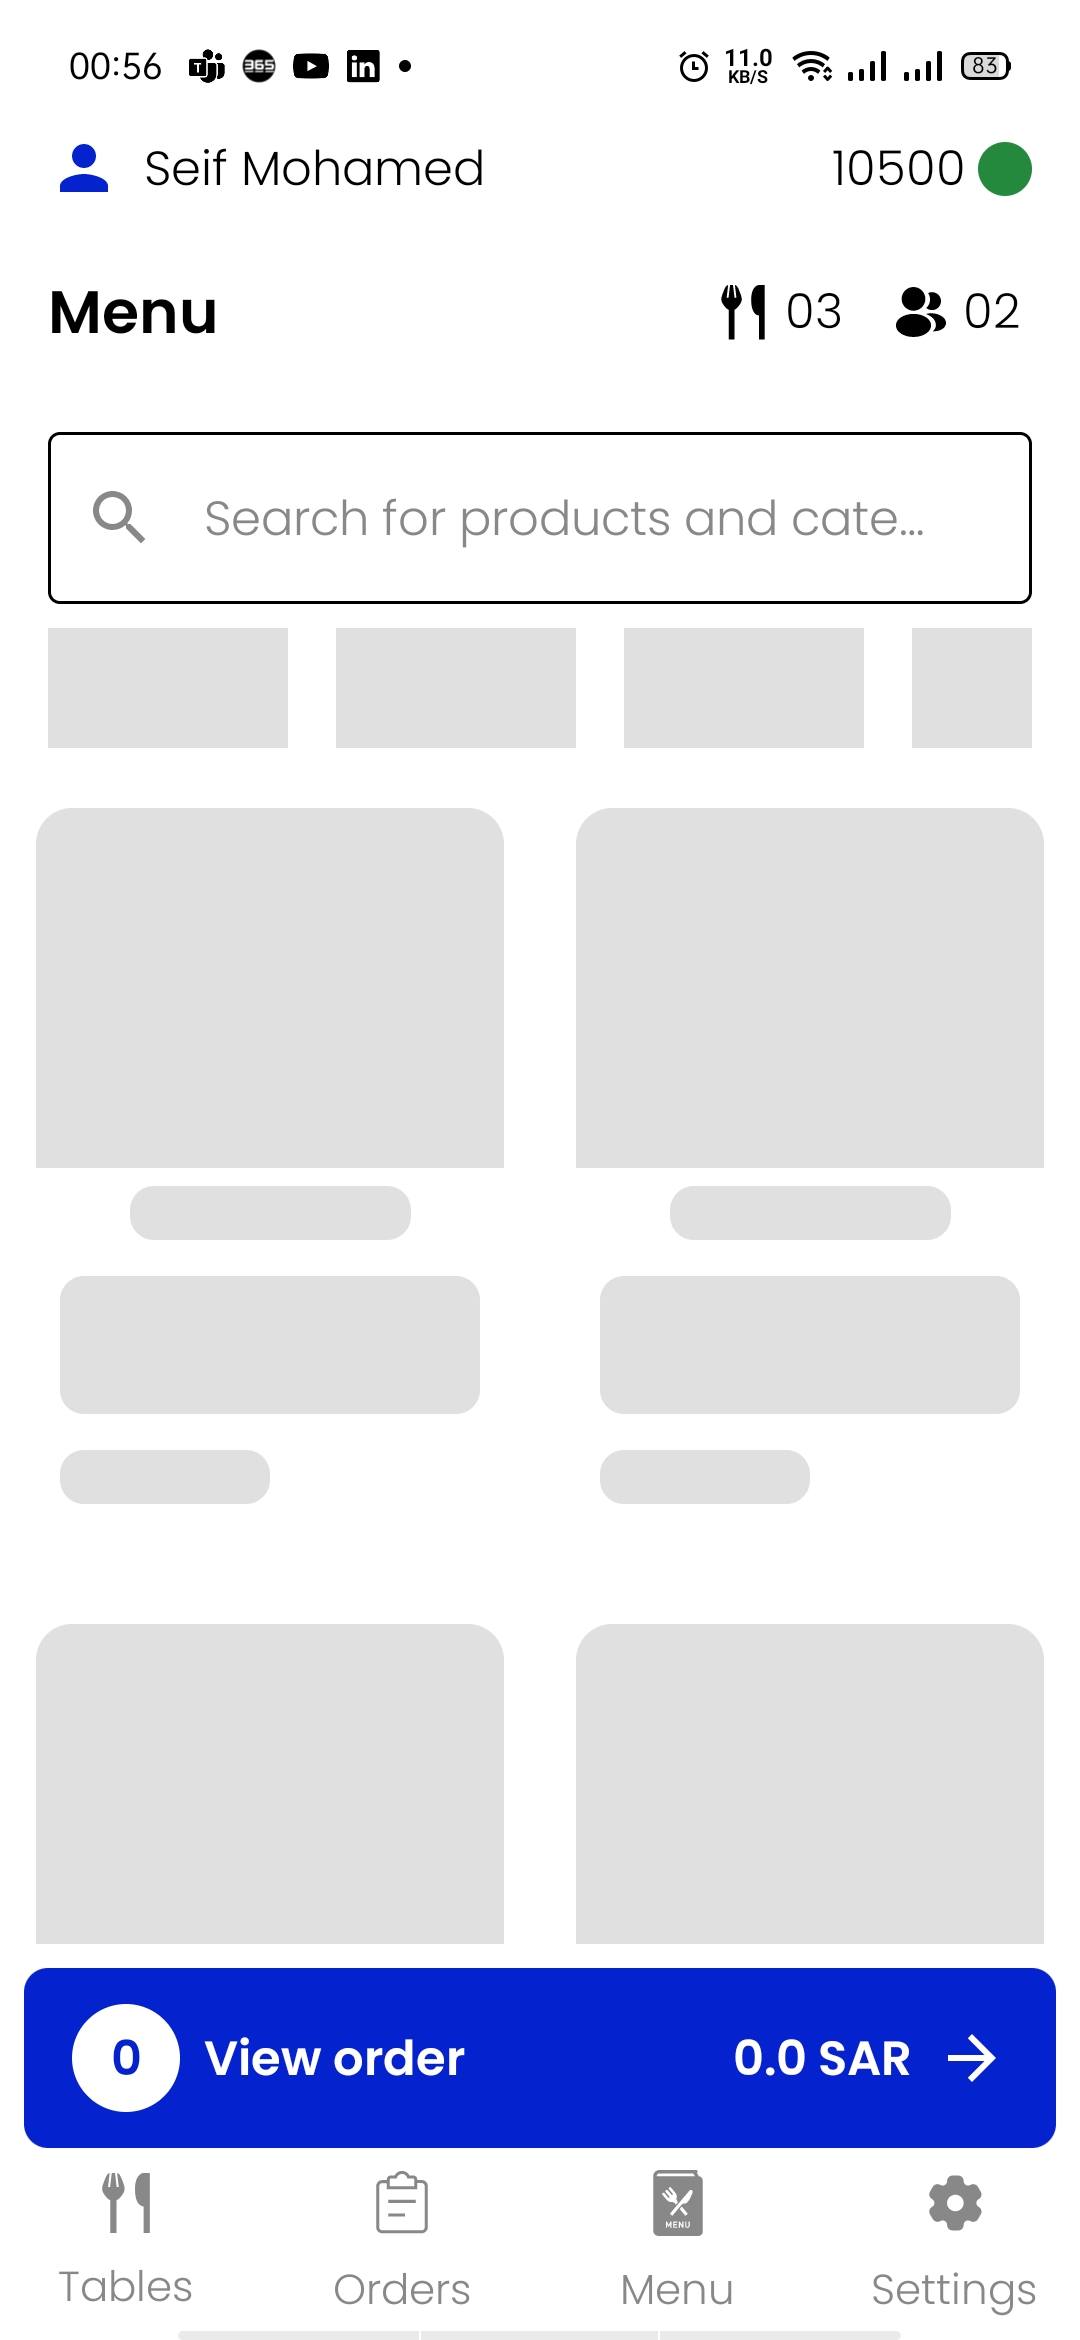 00:56 T 365 in 11.0 KB/S 83
Seif Mohamed 10500
Menu 03 02
Search for products and cate...
0 View order 0.0 SAR
MENU
Tables Orders Menu Settings